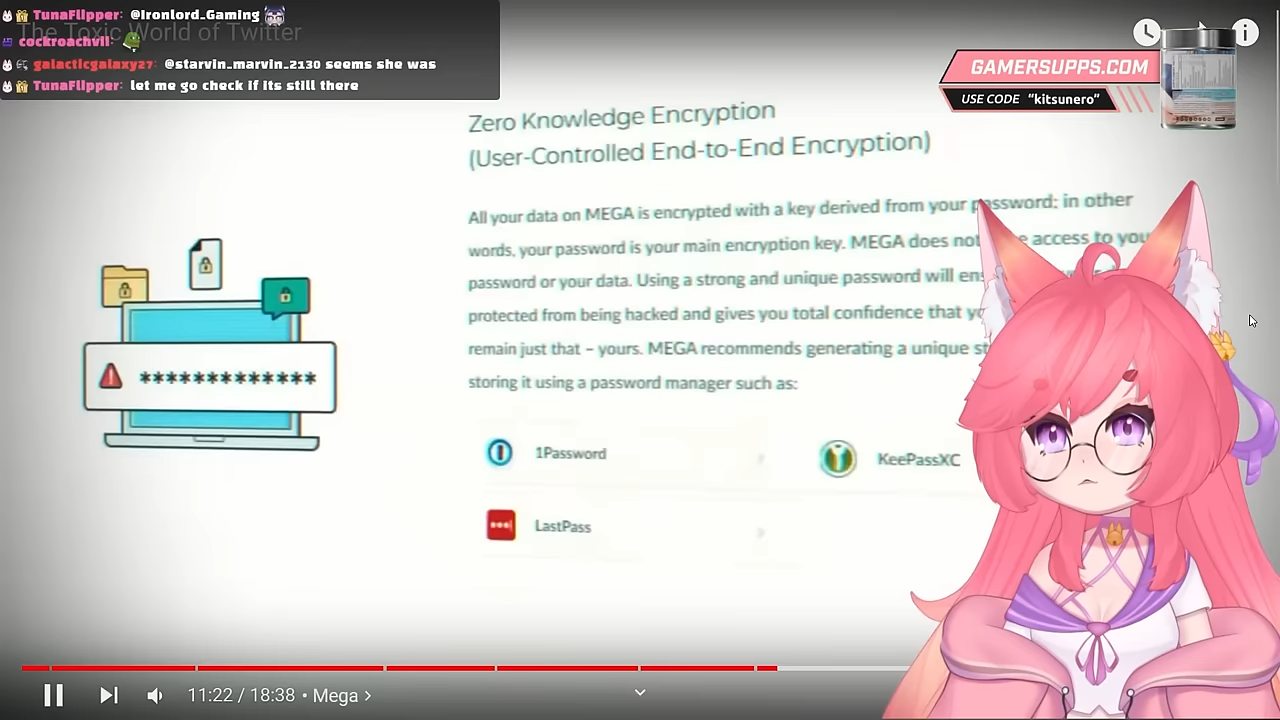 TunaFlipper: @Ironlord_Gaming
The Toxic World of Twitter
cockroachvii:
galacticgalaxy27: @starvin_marvin_2130 seems she was
TunaFlipper: let me go check if its still there
GAMERSUPPS.COM
USE CODE "kitsunero"
Zero Knowledge Encryption
(User-Controlled End-to-End Encryption)
All your data on MEGA is encrypted with a key derived from your password; in other
words, your password is your main encryption key. MEGA does not access to you
password or your data. Using a strong and unique password will
protected from being hacked and gives you total confidence that
remain just that – yours. MEGA recommends generating a unique
storing it using a password manager such as:
*************
1Password
KeePassXC
LastPass
11:22 / 18:38 • Mega >